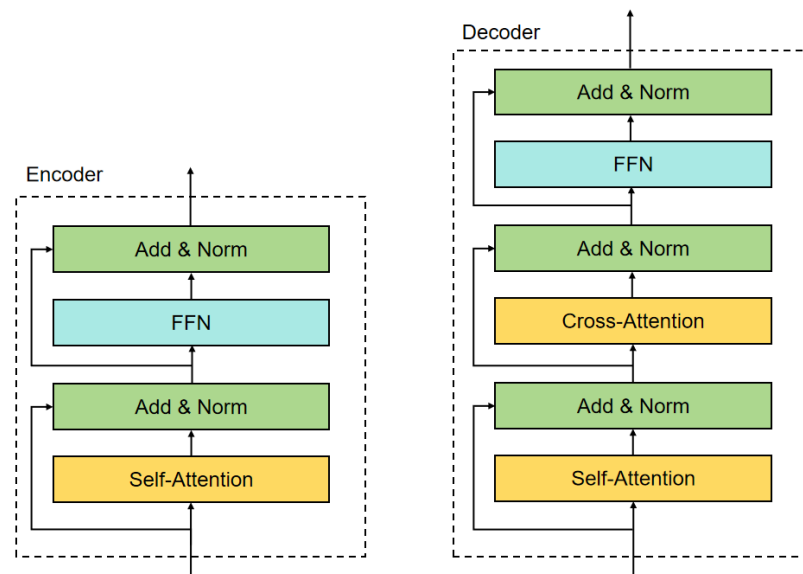 Encoder
Add & Norm
FFN
Add & Norm
Self-Attention
Decoder
Add & Norm
FFN
Add & Norm
Cross-Attention
Add & Norm
Self-Attention